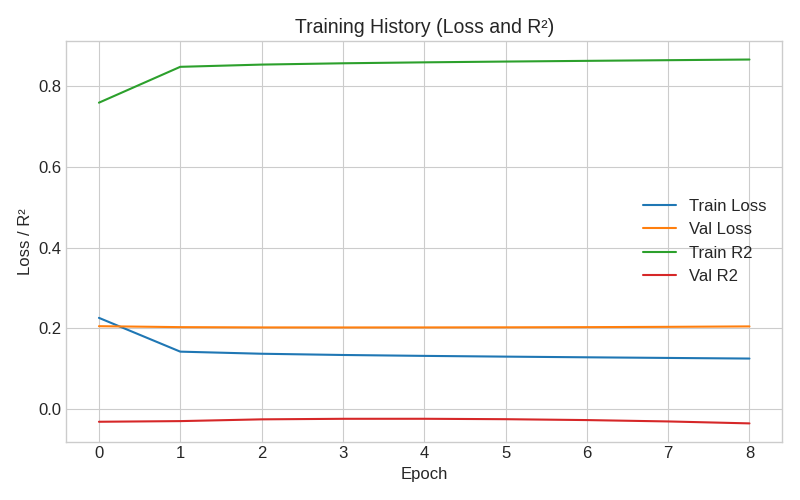 Training History (Loss and R²)
Loss / R²
0.8
0.6
0.4
0.2
0.0
Train Loss
Val Loss
Train R2
Val R2
0 1 2 3 4 5 6 7 8
Epoch